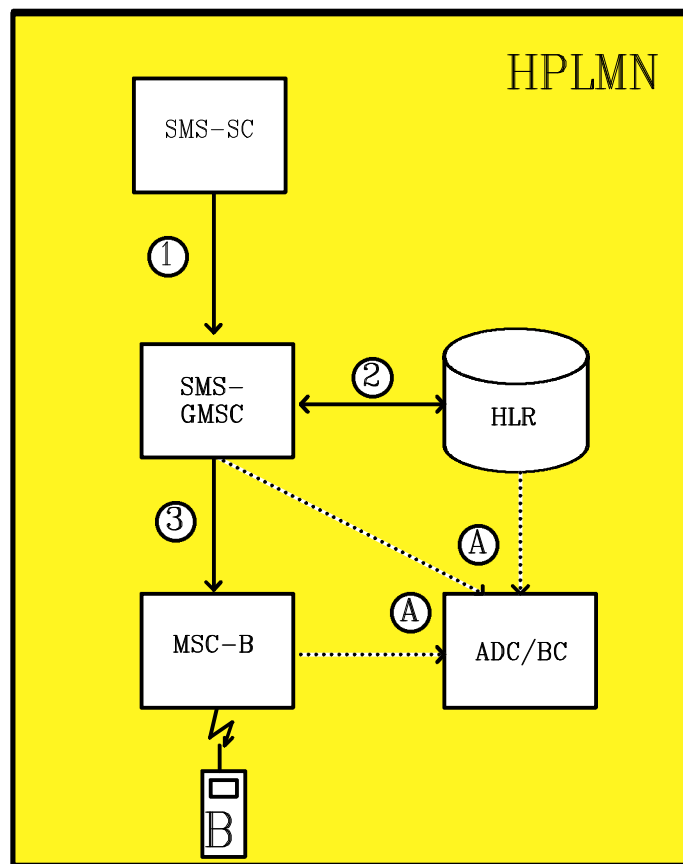 HPLMN
SMS-SC
1
SMS-
GMSC
2
HLR
3
A
A
MSC-B
ADC/BC
B